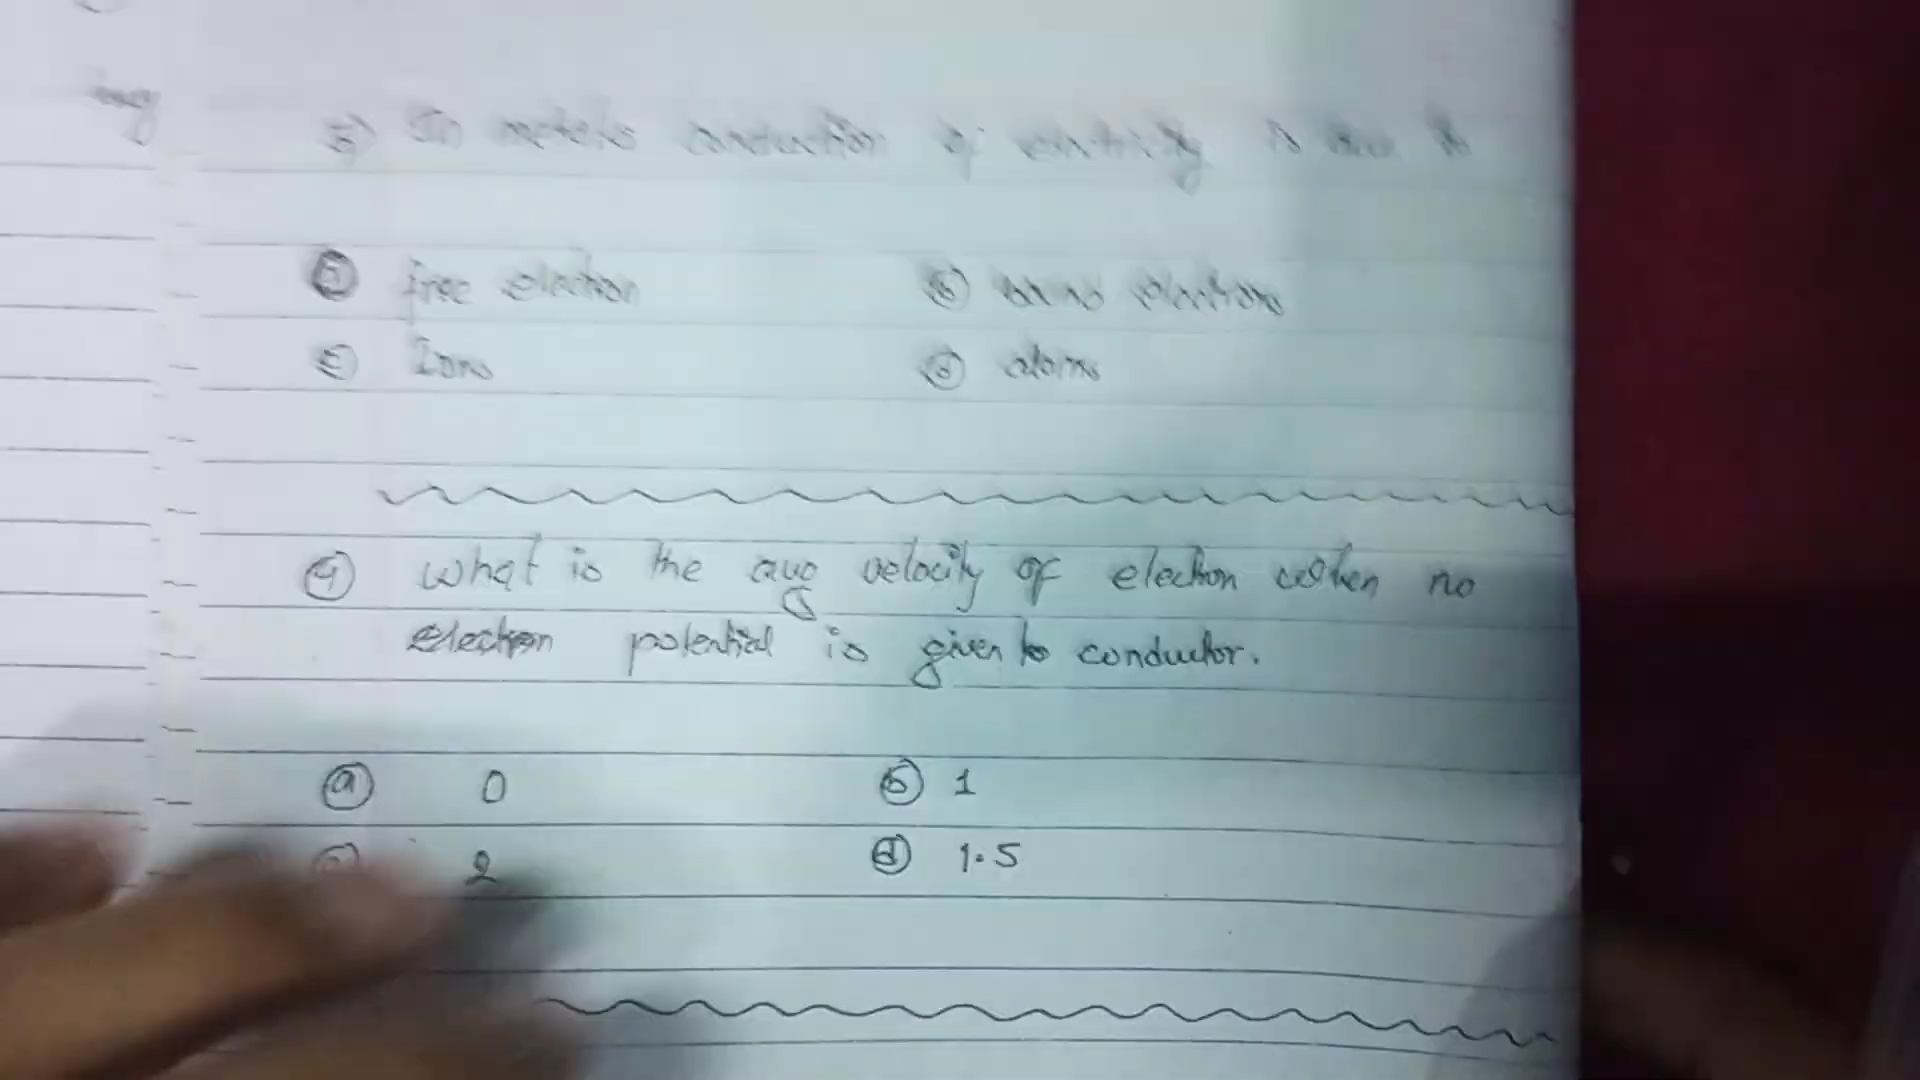 3) In metals conduction of electricity is due to
ⓐ free electron ⓑ electrons
ⓒ Ions ⓓ atoms
④ What is the avg velocity of electron when no
electron potential is given to conductor.
ⓐ 0 ⓑ 1
ⓒ 2 ⓓ 1.5